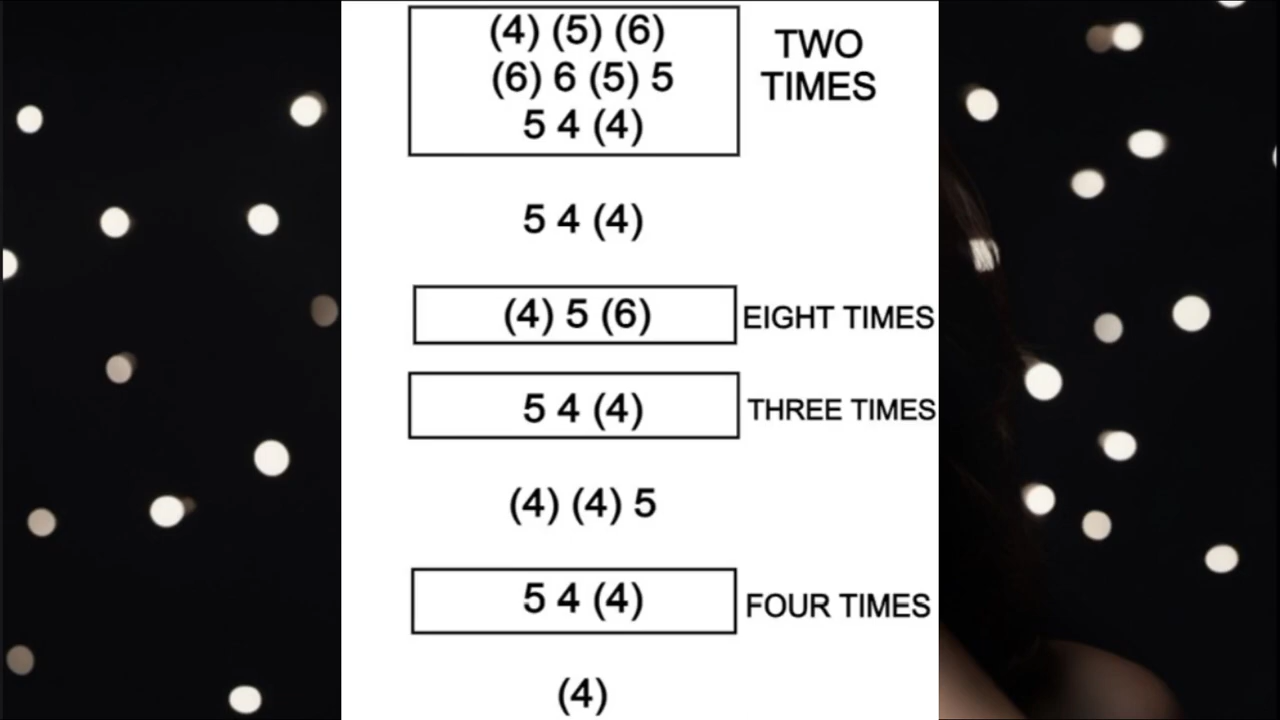 (4) (5) (6)
(6) 6 (5) 5
5 4 (4)
TWO
TIMES
5 4 (4)
(4) 5 (6)
EIGHT TIMES
5 4 (4)
THREE TIMES
(4) (4) 5
5 4 (4)
FOUR TIMES
(4)